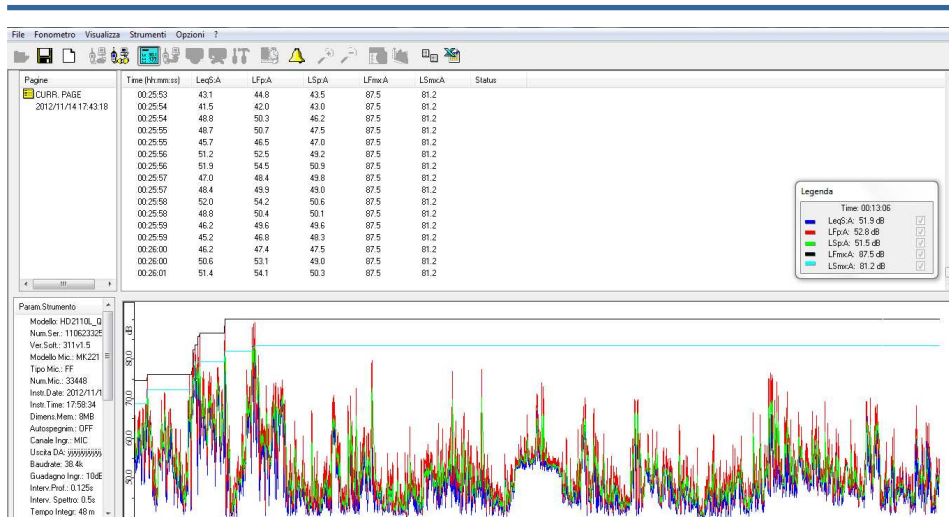 File Fonometro Visualizza Strumenti Opzioni ?
Pagine
CURR. PAGE
2012/11/14 17:43:18
Time (hh:mm:ss) LeqS:A LFp:A LSp:A LFmx:A LSmx:A Status
00:25:53 43.1 44.8 43.5 87.5 81.2
00:25:54 41.5 42.0 43.0 87.5 81.2
00:25:54 48.8 50.3 46.2 87.5 81.2
00:25:55 48.7 50.7 47.5 87.5 81.2
00:25:55 45.7 46.5 47.0 87.5 81.2
00:25:56 51.2 52.5 49.2 87.5 81.2
00:25:56 51.9 54.5 50.9 87.5 81.2
00:25:57 47.0 48.4 49.8 87.5 81.2
00:25:57 48.4 49.9 49.0 87.5 81.2
00:25:58 52.0 54.2 50.6 87.5 81.2
00:25:58 48.8 50.4 50.1 87.5 81.2
00:25:59 46.2 49.6 49.6 87.5 81.2
00:25:59 45.2 46.8 48.3 87.5 81.2
00:26:00 46.2 47.4 47.5 87.5 81.2
00:26:00 50.6 53.1 49.0 87.5 81.2
00:26:01 51.4 54.1 50.3 87.5 81.2
Legenda
Time: 00:13:06
LeqS:A: 51.9 dB
LFp:A: 52.8 dB
LSp:A: 51.5 dB
LFmx:A: 87.5 dB
LSmx:A: 81.2 dB
Param.Strumento
Modello: HD2110L_Q
Num.Ser.: 110623325
Ver.Soft.: 311v1.5
Modello Mic.: MK221
Tipo Mic.: FF
Num.Mic.: 33448
Instr.Date: 2012/11/1
Instr.Time: 17:58:34
Dimens.Mem.: 8MB
Autospegnim.: OFF
Canale Ingr.: MIC
Uscita DA:
Baudrate: 38.4k
Guadagno Ingr.: 10dE
Interv.Prof.: 0.125s
Interv. Spettro: 0.5s
Tempo Integr: 48 m
dB
80,0
70,0
60,0
50,0